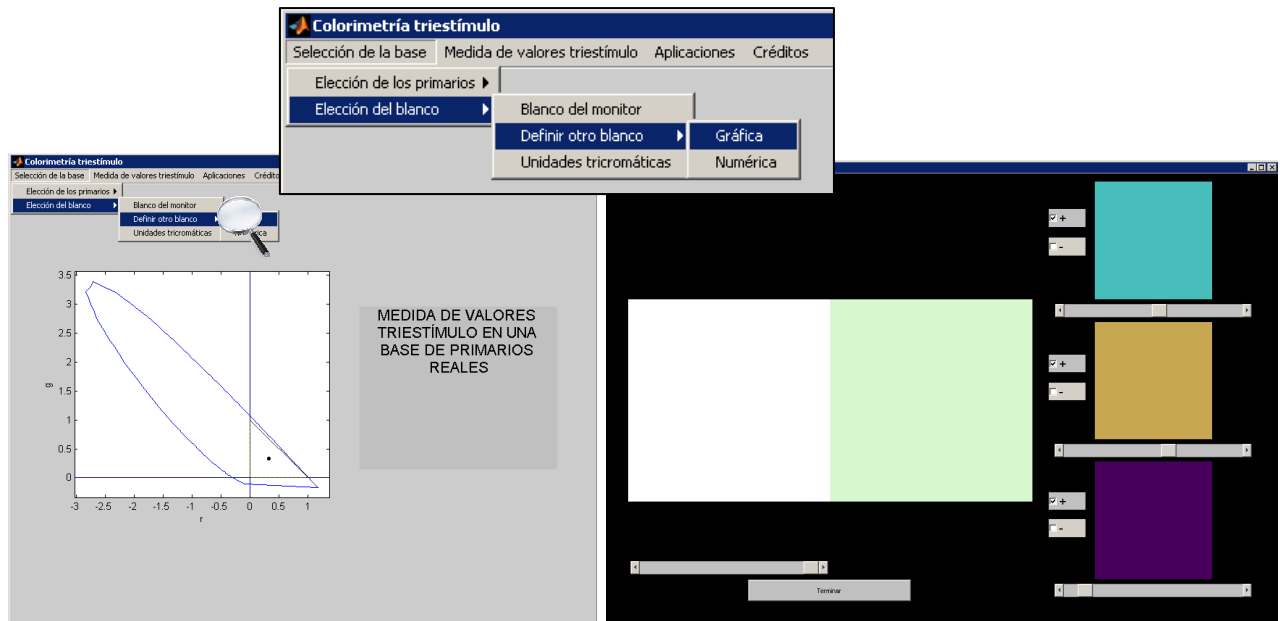 Colorimetría triestímulo
Selección de la base Medida de valores triestímulo Aplicaciones Créditos
Elección de los primarios
Elección del blanco
Blanco del monitor
Definir otro blanco
Gráfica
Unidades tricromáticas
Numérica
Colorimetría triestímulo
Selección de la base Medida de valores triestímulo Aplicaciones
Elección de los primarios
Elección del blanco
Blanco del monitor
Definir otro blanco
Unidades tricromáticas
3.5
3
2.5
2
1.5
1
0.5
0
g
-3 -2.5 -2 -1.5 -1 -0.5 0 0.5 1
r
MEDIDA DE VALORES
TRIESTÍMULO EN UNA
BASE DE PRIMARIOS
REALES
+
-
+
-
+
-
Terminar